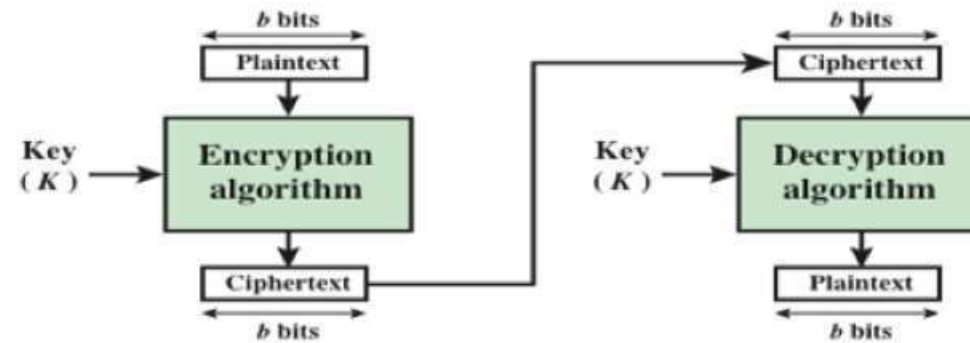 b bits
Plaintext
Key
(K)
Encryption
algorithm
Ciphertext
b bits
b bits
Ciphertext
Key
(K)
Decryption
algorithm
Plaintext
b bits